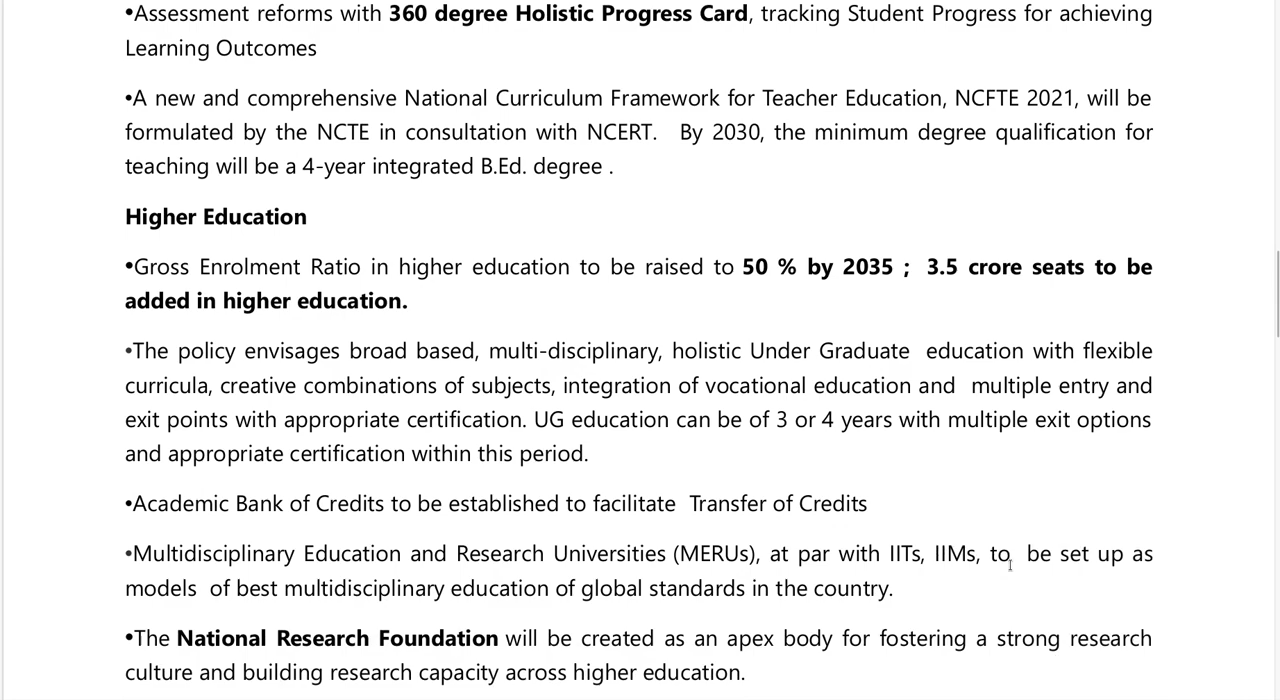 •Assessment reforms with 360 degree Holistic Progress Card, tracking Student Progress for achieving
Learning Outcomes
•A new and comprehensive National Curriculum Framework for Teacher Education, NCFTE 2021, will be
formulated by the NCTE in consultation with NCERT. By 2030, the minimum degree qualification for
teaching will be a 4-year integrated B.Ed. degree .
Higher Education
•Gross Enrolment Ratio in higher education to be raised to 50 % by 2035 ; 3.5 crore seats to be
added in higher education.
•The policy envisages broad based, multi-disciplinary, holistic Under Graduate education with flexible
curricula, creative combinations of subjects, integration of vocational education and multiple entry and
exit points with appropriate certification. UG education can be of 3 or 4 years with multiple exit options
and appropriate certification within this period.
•Academic Bank of Credits to be established to facilitate Transfer of Credits
•Multidisciplinary Education and Research Universities (MERUs), at par with IITs, IIMs, to be set up as
models of best multidisciplinary education of global standards in the country.
•The National Research Foundation will be created as an apex body for fostering a strong research
culture and building research capacity across higher education.